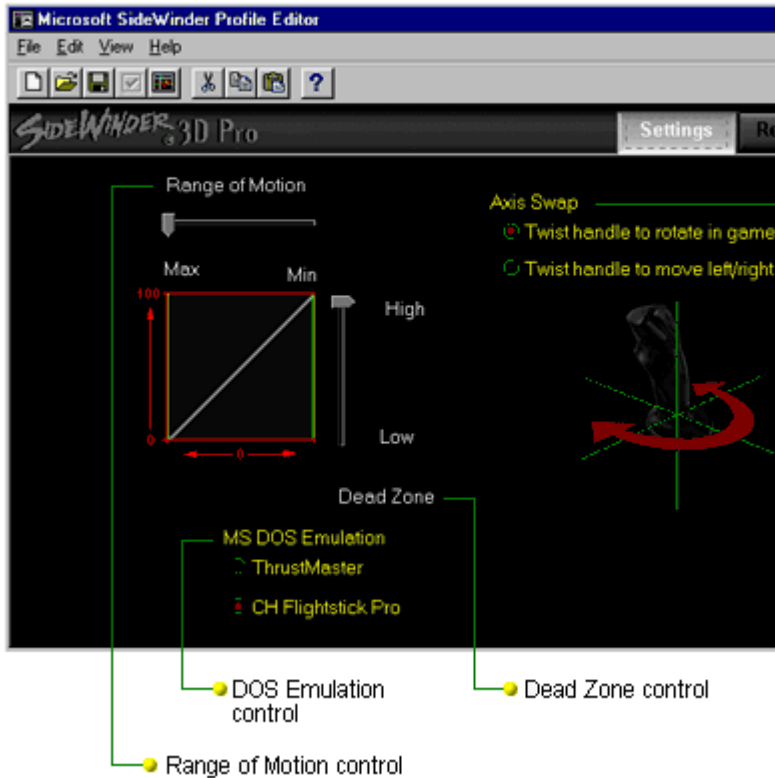 Microsoft SideWinder Profile Editor
File Edit View Help
SIDEWINDER 3D Pro
Settings
Range of Motion
Axis Swap
Twist handle to rotate in game
Twist handle to move left/right
Max
Min
100
High
0
0
Low
Dead Zone
MS DOS Emulation
ThrustMaster
CH Flightstick Pro
DOS Emulation
control
Dead Zone control
Range of Motion control